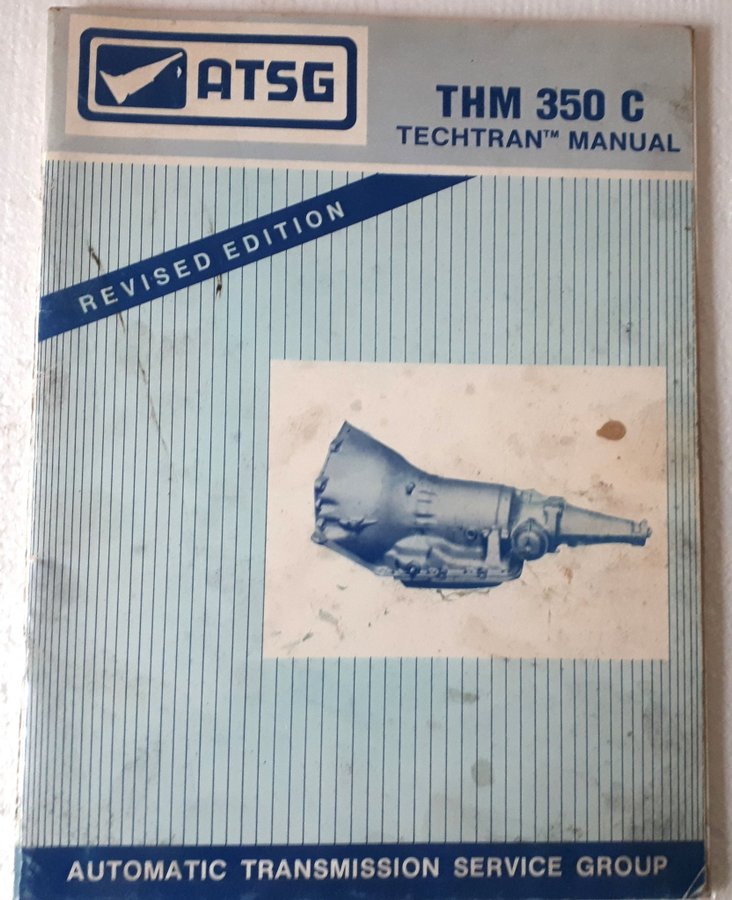 ATSG
THM 350 C
TECHTRAN™ MANUAL
REVISED EDITION
AUTOMATIC TRANSMISSION SERVICE GROUP